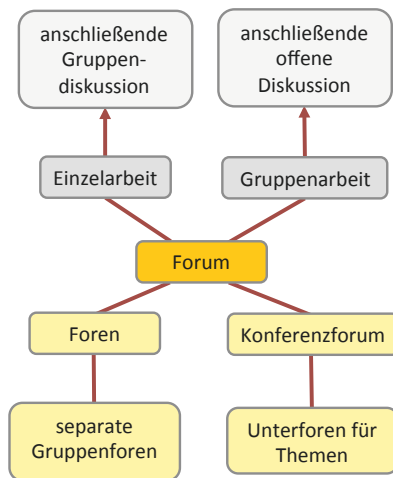 anschließende
Gruppen-
diskussion
anschließende
offene
Diskussion
Einzelarbeit
Gruppenarbeit
Forum
Foren
Konferenzforum
separate
Gruppenforen
Unterforen für
Themen